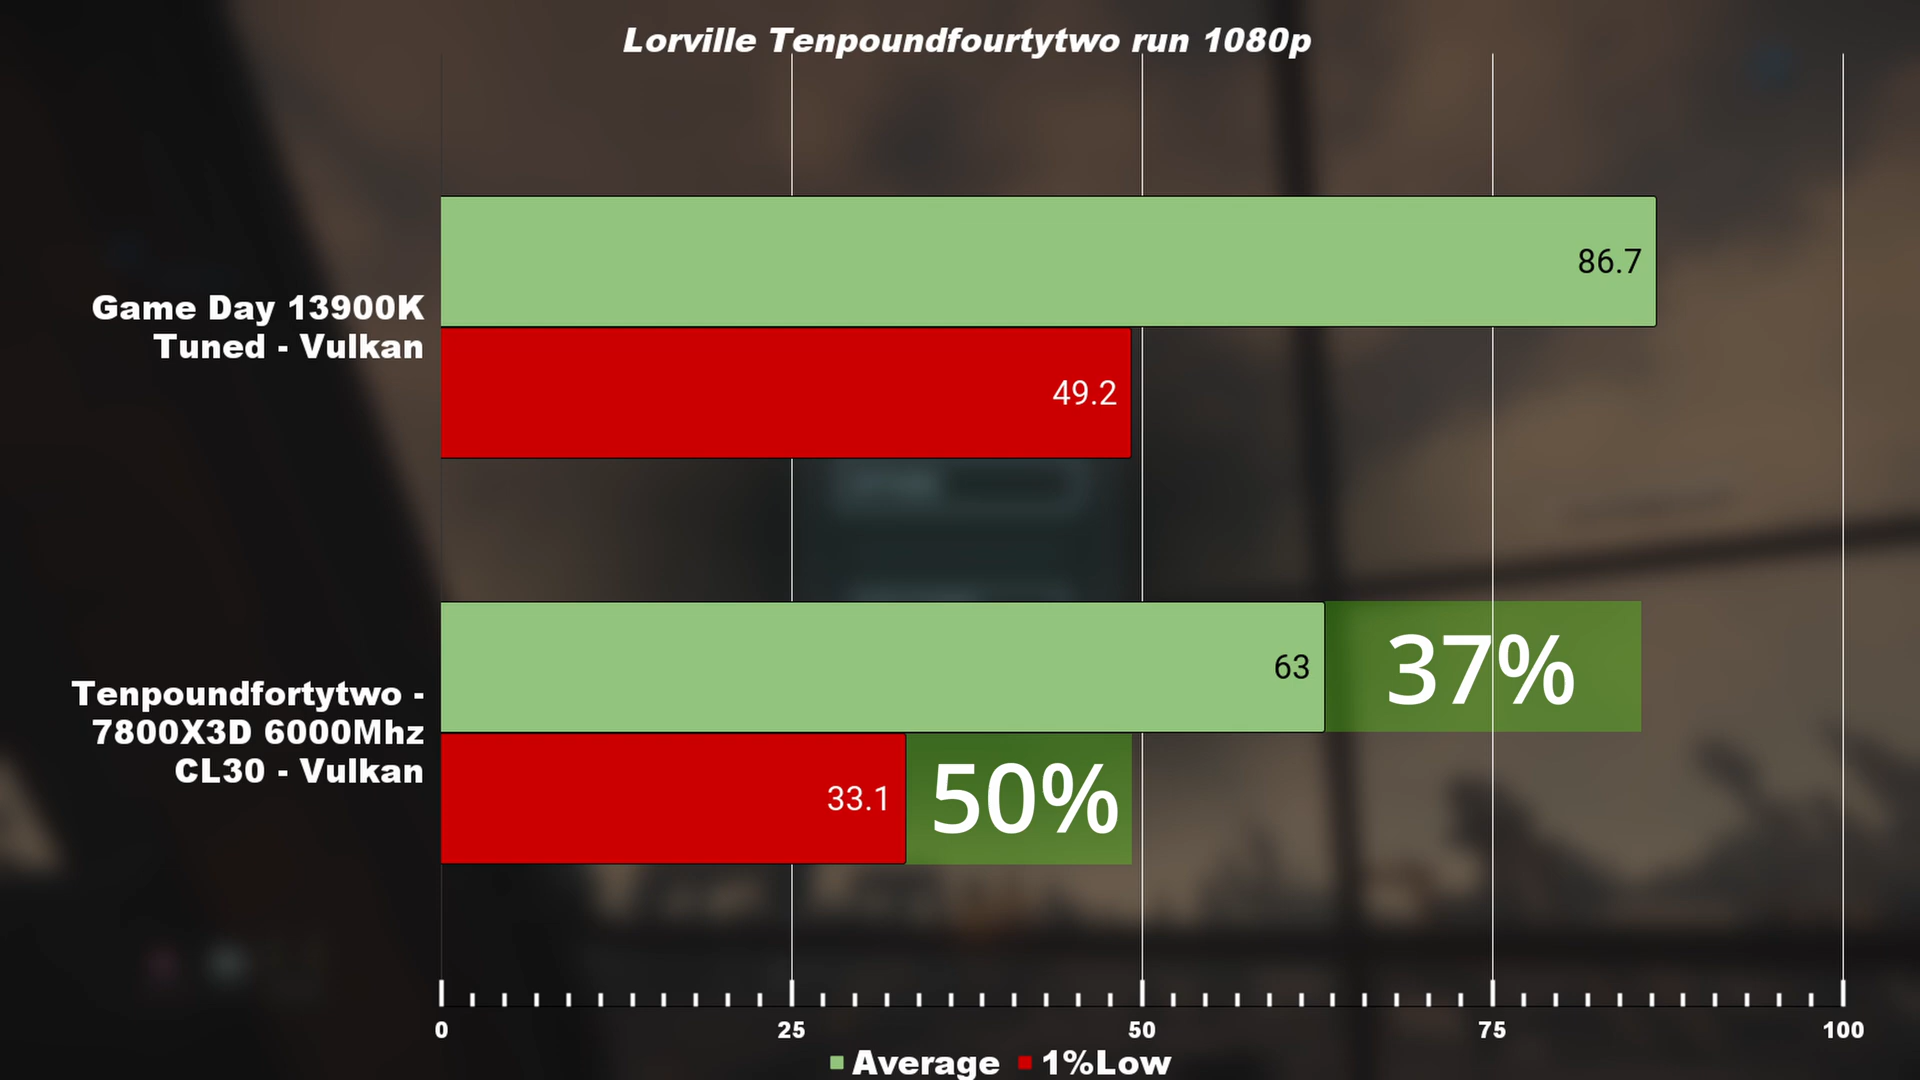 Lorville Tenpoundfourtytwo run 1080p
Game Day 13900K
Tuned - Vulkan
86.7
49.2
Tenpoundfortytwo -
7800X3D 6000Mhz
CL30 - Vulkan
63
37%
33.1
50%
0 25 50 75 100
Average 1%Low